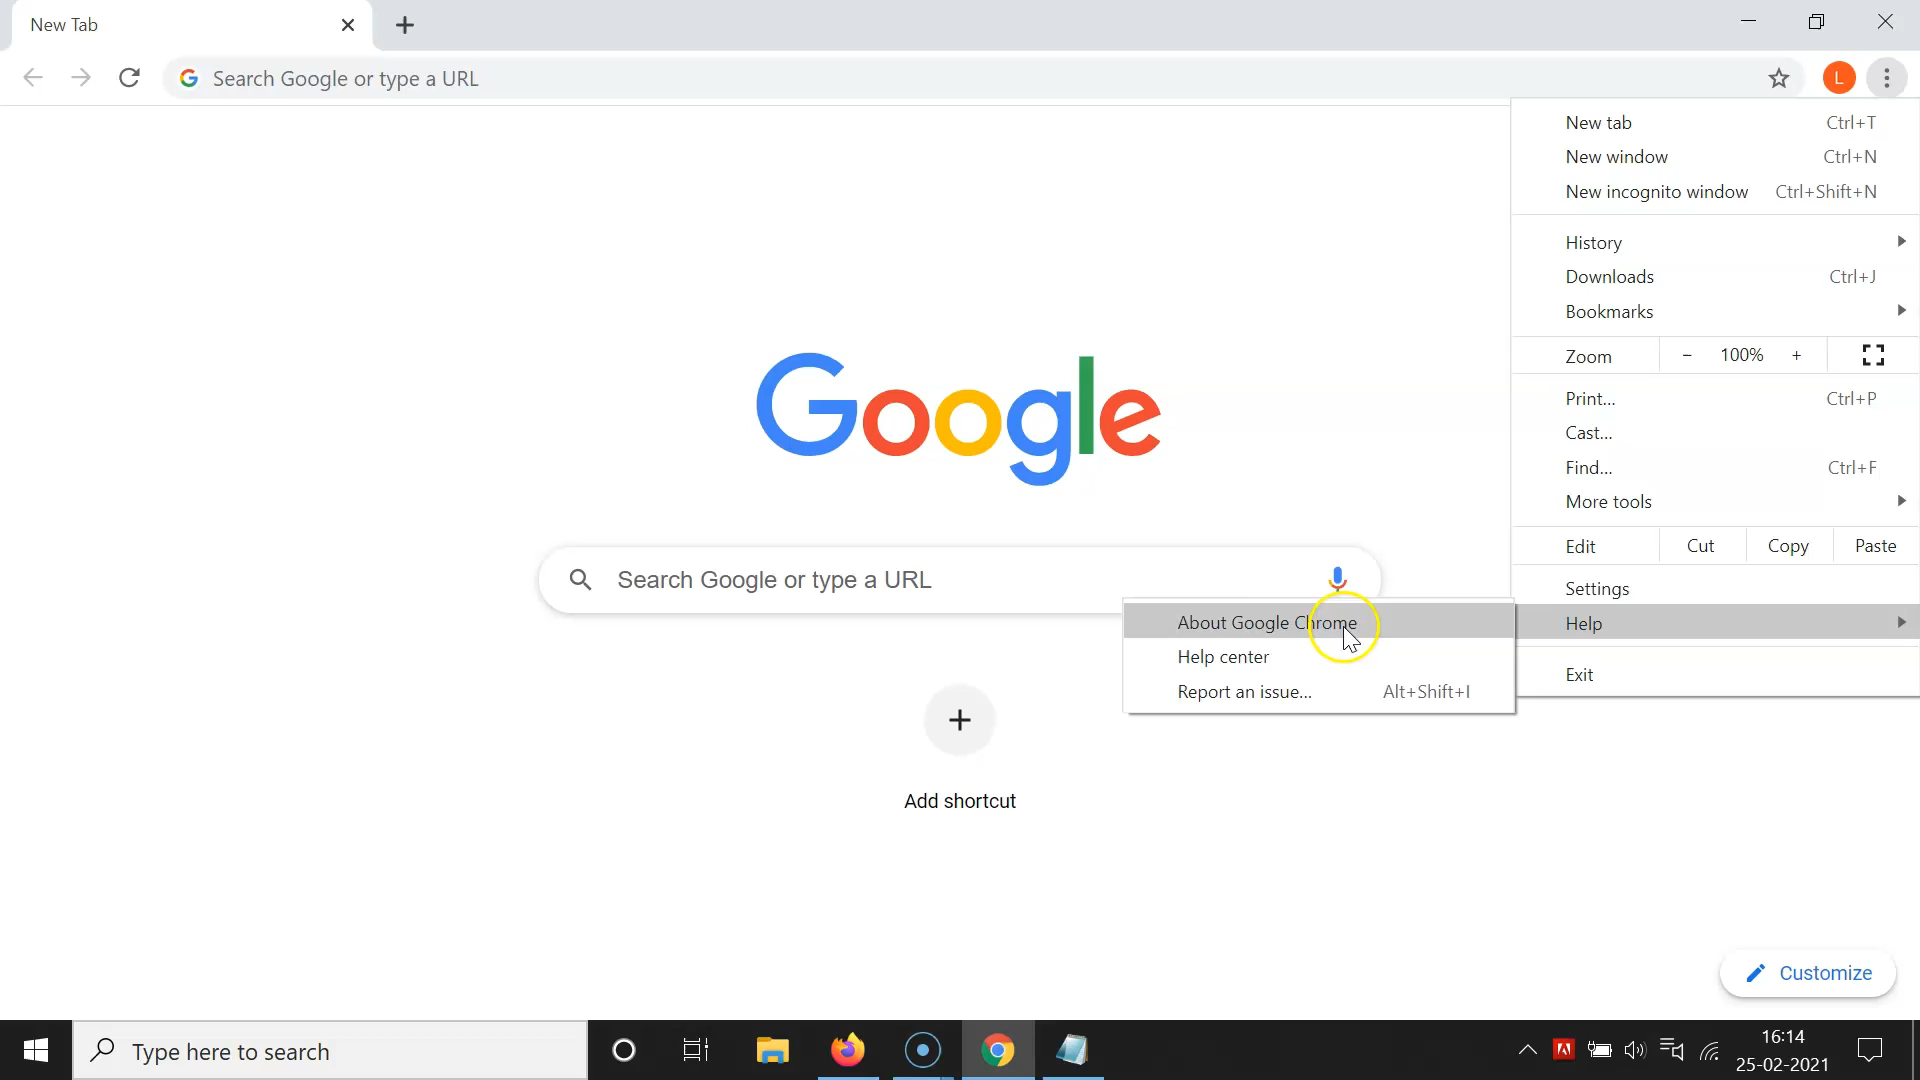 New Tab
Search Google or type a URL
L
New tab Ctrl+T
New window Ctrl+N
New incognito window Ctrl+Shift+N
History
Downloads Ctrl+J
Bookmarks
Zoom - 100% +
Print... Ctrl+P
Cast...
Find... Ctrl+F
More tools
Edit Cut Copy Paste
Settings
Help
Exit
Google
Search Google or type a URL
About Google Chrome
Help center
Report an issue... Alt+Shift+I
Add shortcut
Customize
Type here to search
16:14
25-02-2021